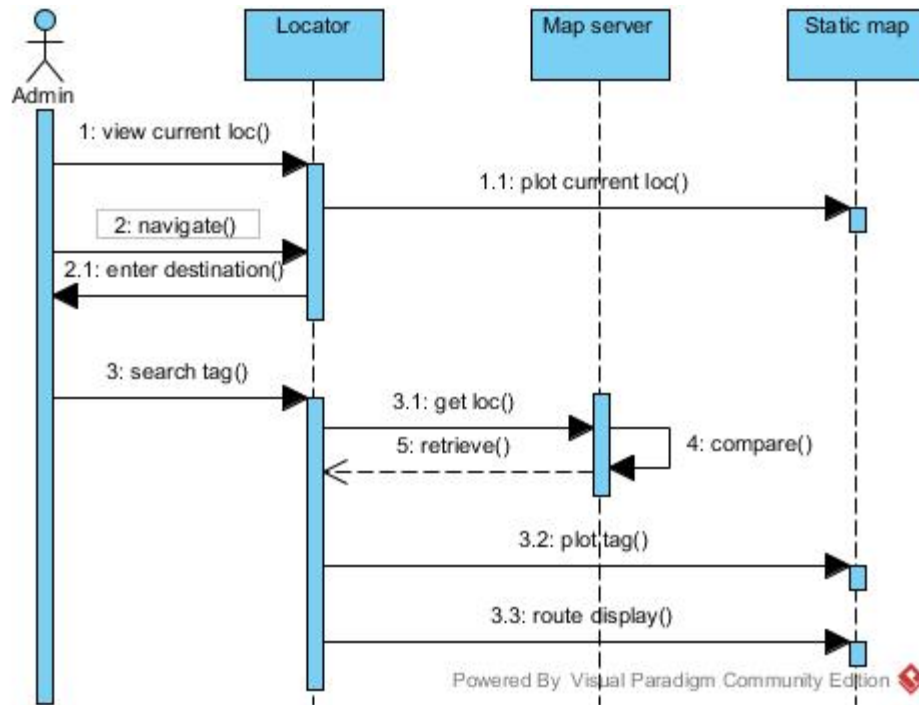 Locator
Map server
Static map
Admin
1: view current loc()
1.1: plot current loc()
2: navigate()
2.1: enter destination()
3: search tag()
3.1: get loc()
4: compare()
5: retrieve()
3.2: plot tag()
3.3: route display()
Powered By Visual Paradigm Community Edition